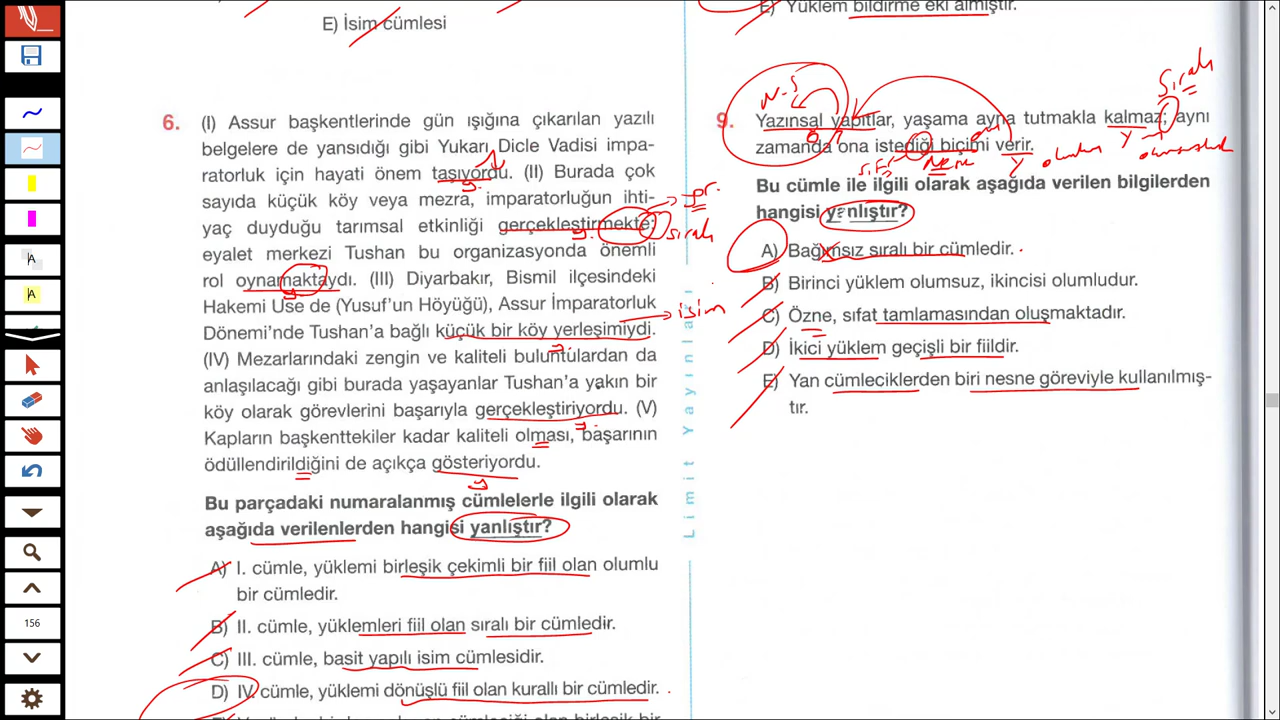 E) İsim cümlesi
6. (I) Assur başkentlerinde gün ışığına çıkarılan yazılı
belgelere de yansıdığı gibi Yukarı Dicle Vadisi impa-
ratorluk için hayati önem taşıyordu. (II) Burada çok
sayıda küçük köy veya mezra, imparatorluğun ihti-
yaç duyduğu tarımsal etkinliği gerçekleştirmekte;
eyalet merkezi Tushan bu organizasyonda önemli
rol oynamaktaydı. (III) Diyarbakır, Bismil ilçesindeki
Hakemi Use de (Yusuf'un Höyüğü), Assur İmparatorluk
Dönemi'nde Tushan'a bağlı küçük bir köy yerleşimiydi.
(IV) Mezarlarındaki zengin ve kaliteli buluntulardan da
anlaşılacağı gibi burada yaşayanlar Tushan'a yakın bir
köy olarak görevlerini başarıyla gerçekleştiriyordu. (V)
Kapların başkenttekiler kadar kaliteli olması, başarının
ödüllendirildiğini de açıkça gösteriyordu.
y.
y.
sıralı
y.
isim
y.
y.
y
Bu parçadaki numaralanmış cümlelerle ilgili olarak
aşağıda verilenlerden hangisi yanlıştır?
A) I. cümle, yüklemi birleşik çekimli bir fiil olan olumlu
bir cümledir.
B) II. cümle, yüklemleri fiil olan sıralı bir cümledir.
C) III. cümle, basit yapılı isim cümlesidir.
D) IV. cümle, yüklemi dönüşlü fiil olan kurallı bir cümledir.
Limit Yayınları
E) Yüklem bildirme eki almıştır.
Sıralı
9. Yazınsal yapıtlar, yaşama ayna tutmakla kalmaz; aynı
zamanda ona istediği biçimi verir.
Ö
Y
Y
Nesne
olumlu
olumsuz
Bu cümle ile ilgili olarak aşağıda verilen bilgilerden
hangisi yanlıştır?
A) Bağımsız sıralı bir cümledir.
B) Birinci yüklem olumsuz, ikincisi olumludur.
C) Özne, sıfat tamlamasından oluşmaktadır.
D) İkici yüklem geçişli bir fiildir.
E) Yan cümleciklerden biri nesne göreviyle kullanılmış-
tır.
A
A
156